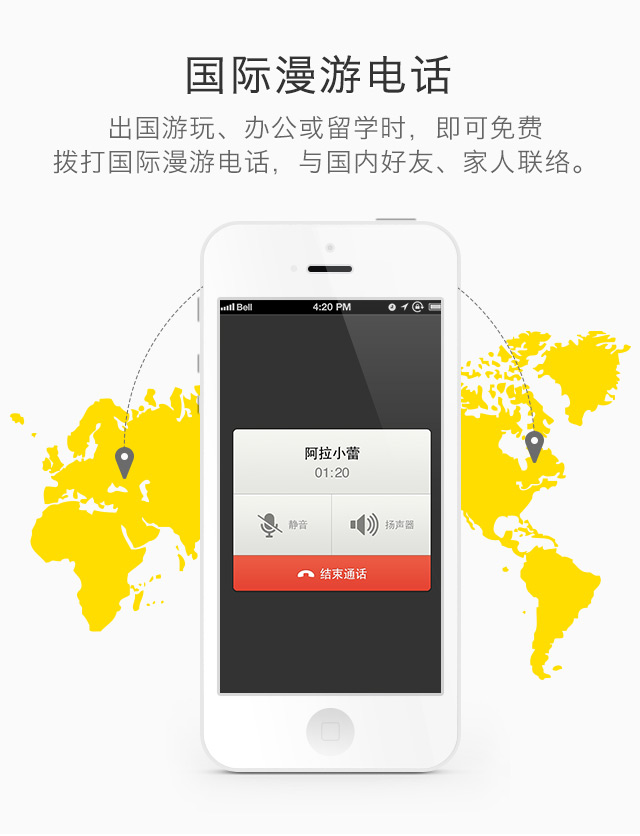 国际漫游电话
出国游玩、办公或留学时，即可免费
拨打国际漫游电话，与国内好友、家人联络。
Bell 4:20 PM
阿拉小蕾
01:20
静音 扬声器
结束通话